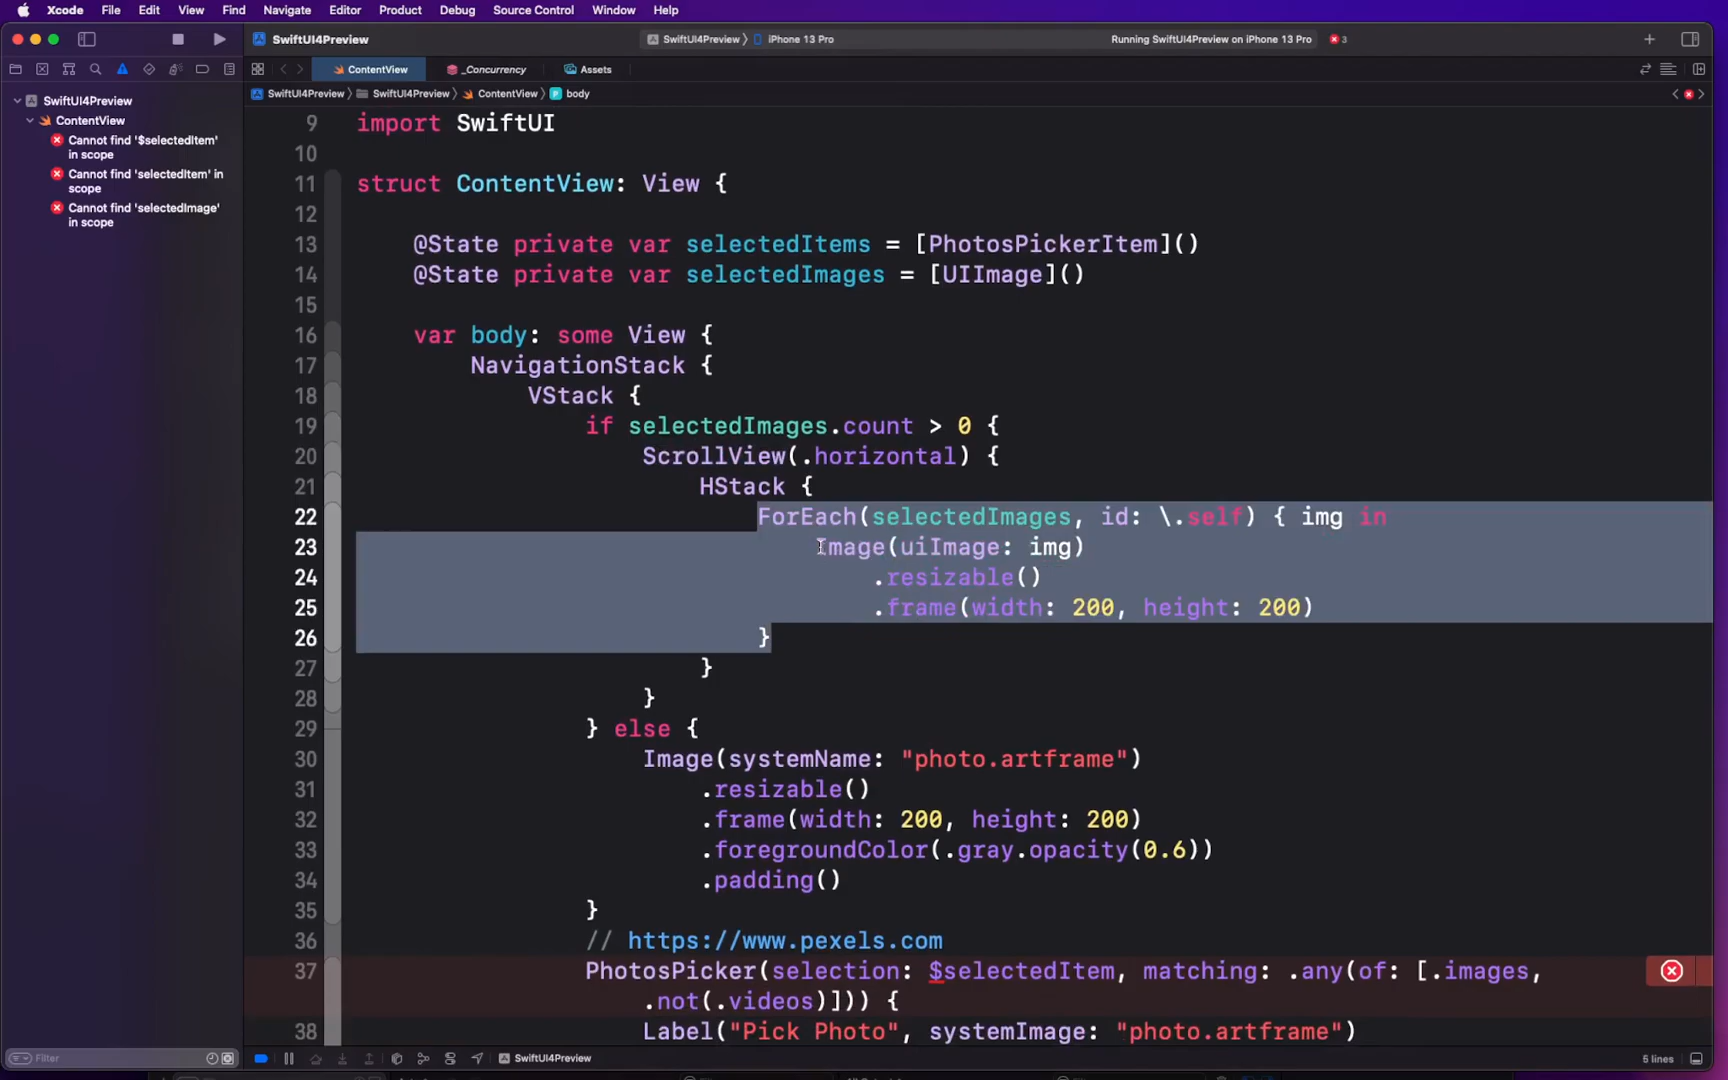 Xcode File Edit View Find Navigate Editor Product Debug Source Control Window Help
SwiftUI4Preview
SwiftUI4Preview iPhone 13 Pro
Running SwiftUI4Preview on iPhone 13 Pro 3
ContentView _Concurrency Assets
SwiftUI4Preview SwiftUI4Preview ContentView body
SwiftUI4Preview
ContentView
Cannot find '$selectedItem'
in scope
Cannot find 'selectedItem' in
scope
Cannot find 'selectedImage'
in scope
9 import SwiftUI
10
11 struct ContentView: View {
12
13 @State private var selectedItems = [PhotosPickerItem]()
14 @State private var selectedImages = [UIImage]()
15
16 var body: some View {
17 NavigationStack {
18 VStack {
19 if selectedImages.count > 0 {
20 ScrollView(.horizontal) {
21 HStack {
22 ForEach(selectedImages, id: \.self) { img in
23 Image(uiImage: img)
24 .resizable()
25 .frame(width: 200, height: 200)
26 }
27 }
28 }
29 } else {
30 Image(systemName: "photo.artframe")
31 .resizable()
32 .frame(width: 200, height: 200)
33 .foregroundColor(.gray.opacity(0.6))
34 .padding()
35 }
36 // https://www.pexels.com
37 PhotosPicker(selection: $selectedItem, matching: .any(of: [.images,
.not(.videos)])) {
38 Label("Pick Photo", systemImage: "photo.artframe")
Filter
SwiftUI4Preview
5 lines